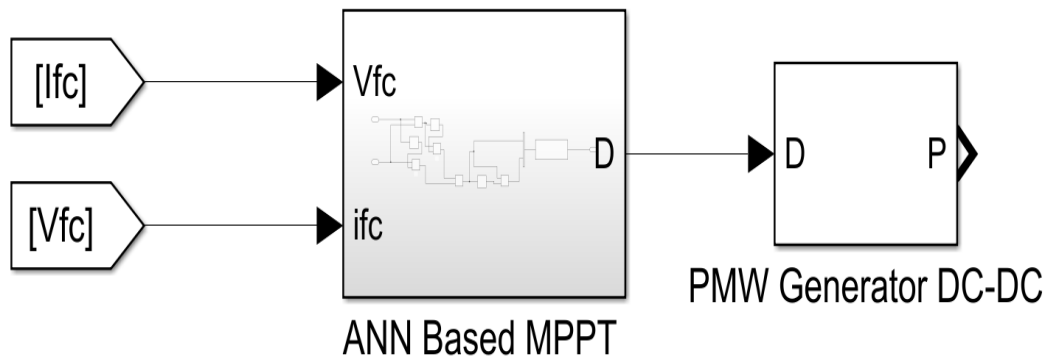 [Ifc]
Vfc
[Vfc]
ifc
D
ANN Based MPPT
D
P
PMW Generator DC-DC